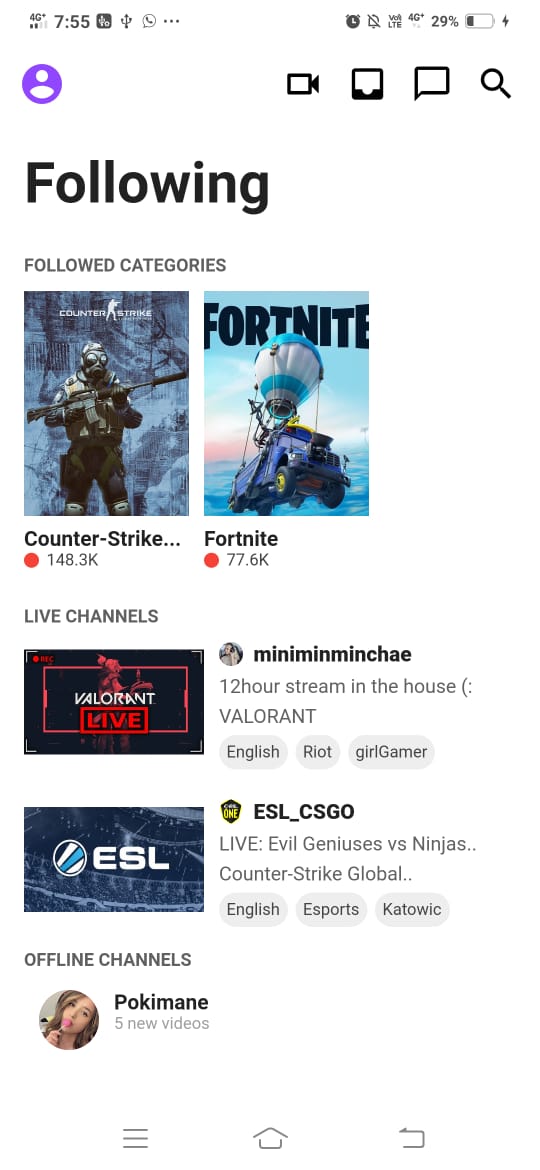 4G+ 7:55
Vo) LTE 4G+ 29%
Following
FOLLOWED CATEGORIES
COUNTER STRIKE
FORTNITE
Counter-Strike...
Fortnite
148.3K
77.6K
LIVE CHANNELS
REC
VALORANT
LIVE
miniminminchae
12hour stream in the house (:
VALORANT
English Riot girlGamer
ESL
ONE
ESL_CSGO
LIVE: Evil Geniuses vs Ninjas..
Counter-Strike Global..
English Esports Katowic
OFFLINE CHANNELS
Pokimane
5 new videos